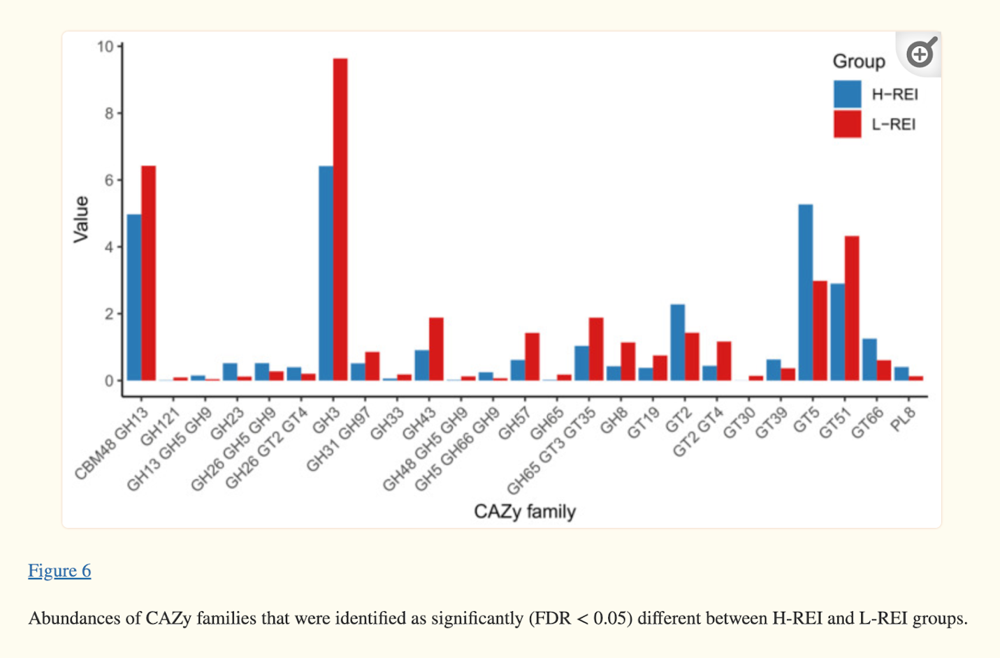 10
8
6
4
2
0
Value
Group
H-REI
L-REI
CBM48 GH13
GH121
GH13 GH5 GH9
GH23
GH26 GH5 GH9
GH26 GT2 GT4
GH3
GH31 GH97
GH33
GH43
GH48 GH5 GH9
GH5 GH66 GH9
GH57
GH65
GH65 GT3 GT35
GH8
GT19
GT2
GT2 GT4
GT30
GT39
GT5
GT51
GT66
PL8
CAZy family
Figure 6
Abundances of CAZy families that were identified as significantly (FDR < 0.05) different between H-REI and L-REI groups.